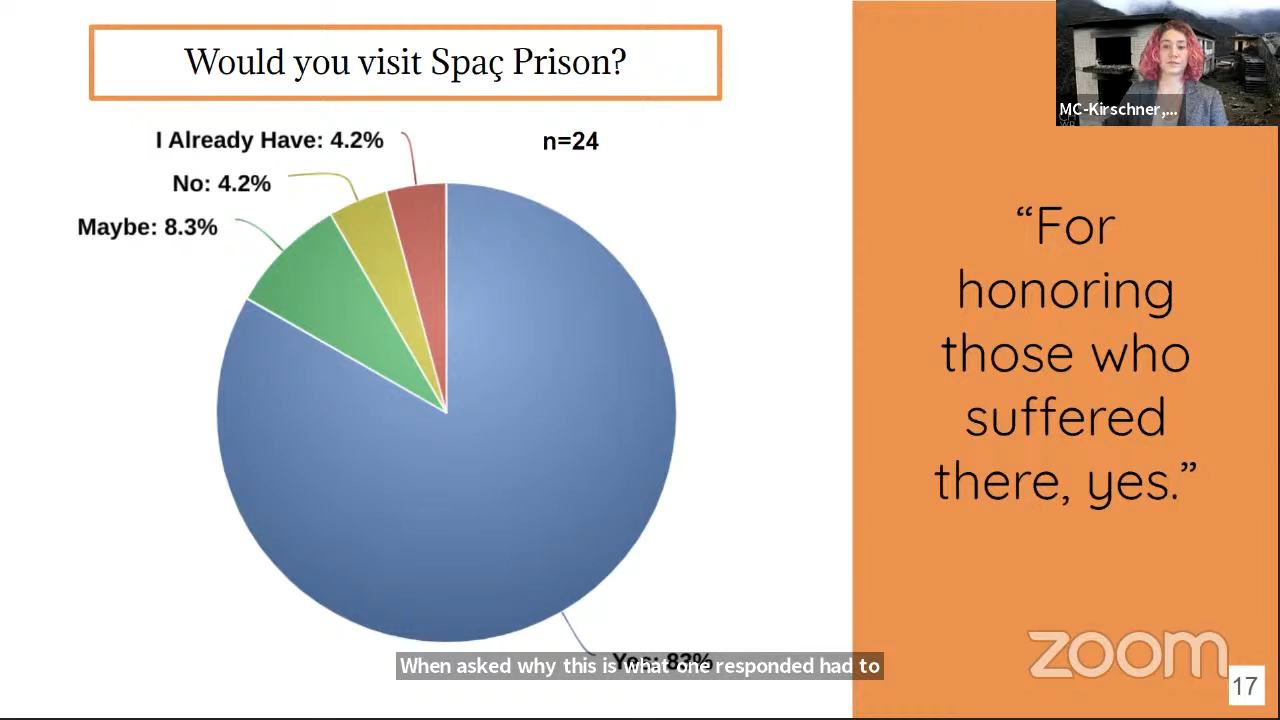 Would you visit Spaç Prison?
I Already Have: 4.2%
n=24
No: 4.2%
Maybe: 8.3%
“For
honoring
those who
suffered
there, yes.”
MC-Kirschner,...
When asked why this is what one responded had to
zoom
17